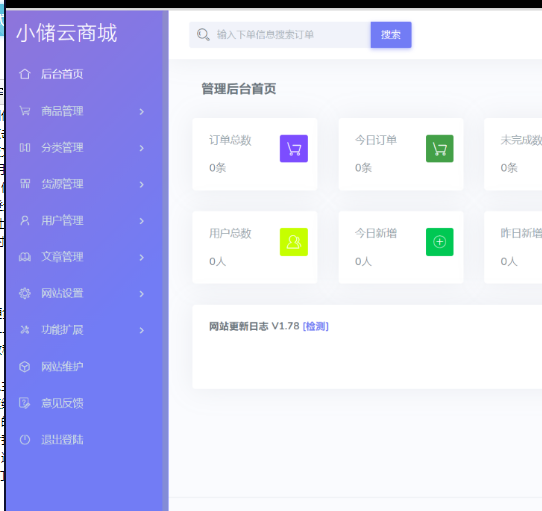 小储云商城
输入下单信息搜索订单
搜索
后台首页
商品管理
分类管理
货源管理
用户管理
文章管理
网站设置
功能扩展
网站维护
意见反馈
退出登陆
管理后台首页
订单总数
0条
今日订单
0条
未完成数
0条
用户总数
0人
今日新增
0人
昨日新增
0人
网站更新日志 V1.78 [检测]